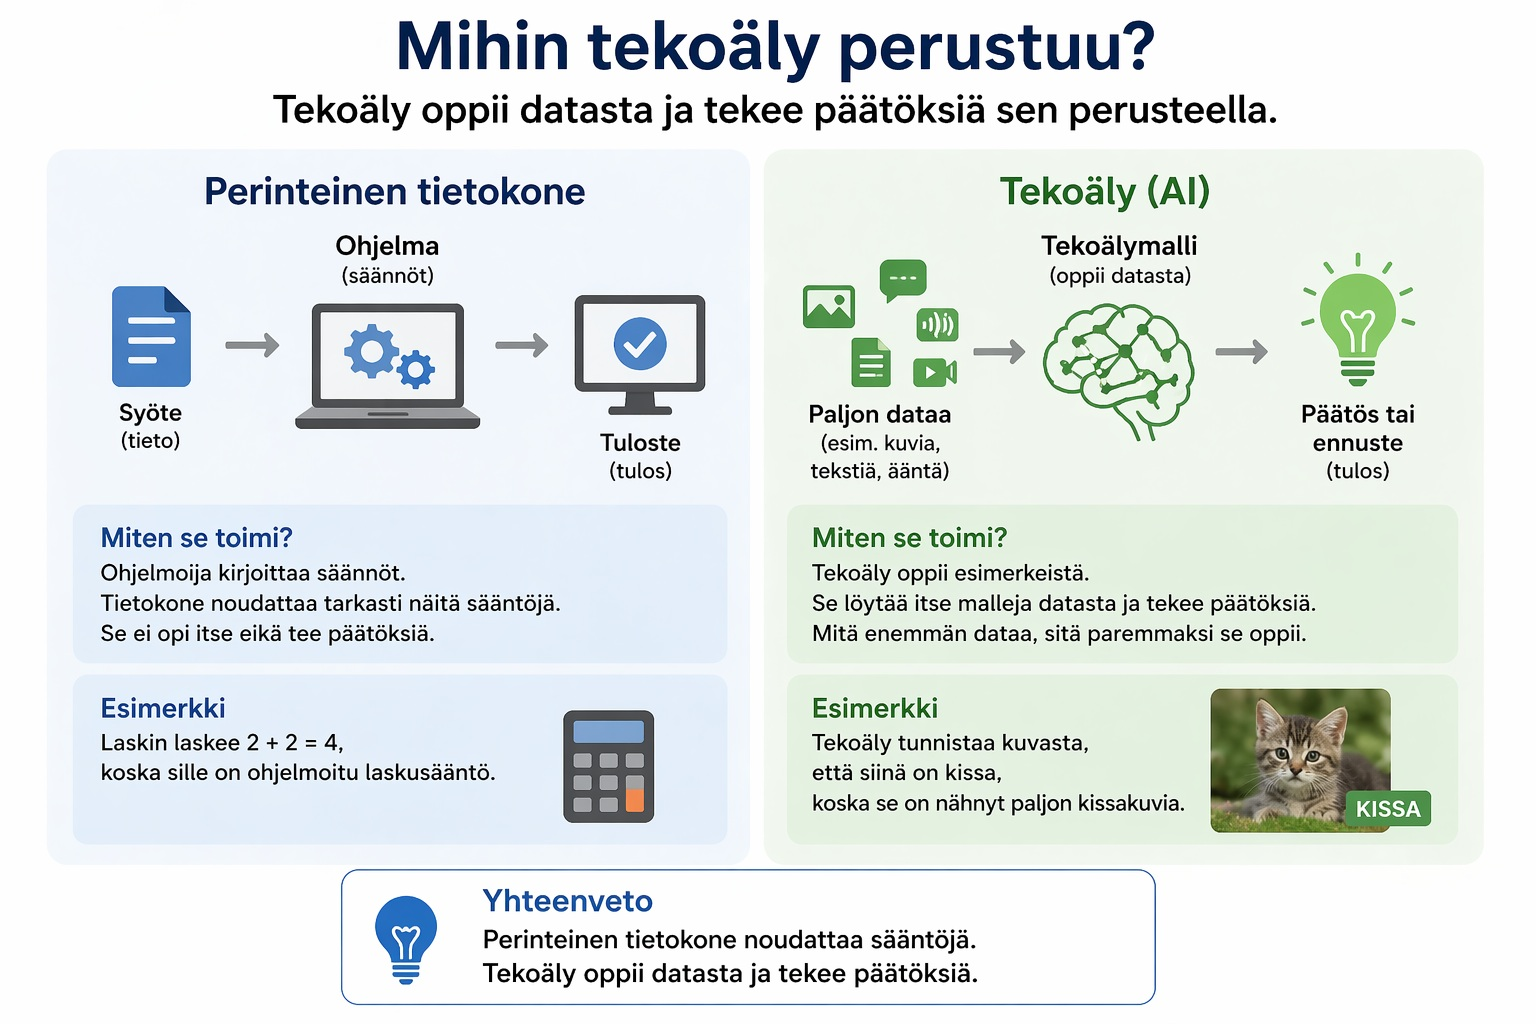 Mihin tekoäly perustuu?
Tekoäly oppii datasta ja tekee päätöksiä sen perusteella.
Perinteinen tietokone
Ohjelma
(säännöt)
Syöte
(tieto)
Tuloste
(tulos)
Miten se toimi?
Ohjelmoija kirjoittaa säännöt.
Tietokone noudattaa tarkasti näitä sääntöjä.
Se ei opi itse eikä tee päätöksiä.
Esimerkki
Laskin laskee 2 + 2 = 4,
koska sille on ohjelmoitu laskusääntö.
Tekoäly (AI)
Tekoälymalli
(oppii datasta)
Paljon dataa
(esim. kuvia,
tekstiä, ääntä)
Päätös tai
ennuste
(tulos)
Miten se toimi?
Tekoäly oppii esimerkeistä.
Se löytää itse malleja datasta ja tekee päätöksiä.
Mitä enemmän dataa, sitä paremmaksi se oppii.
Esimerkki
Tekoäly tunnistaa kuvasta,
että siinä on kissa,
koska se on nähnyt paljon kissakuvia.
KISSA
Yhteenveto
Perinteinen tietokone noudattaa sääntöjä.
Tekoäly oppii datasta ja tekee päätöksiä.